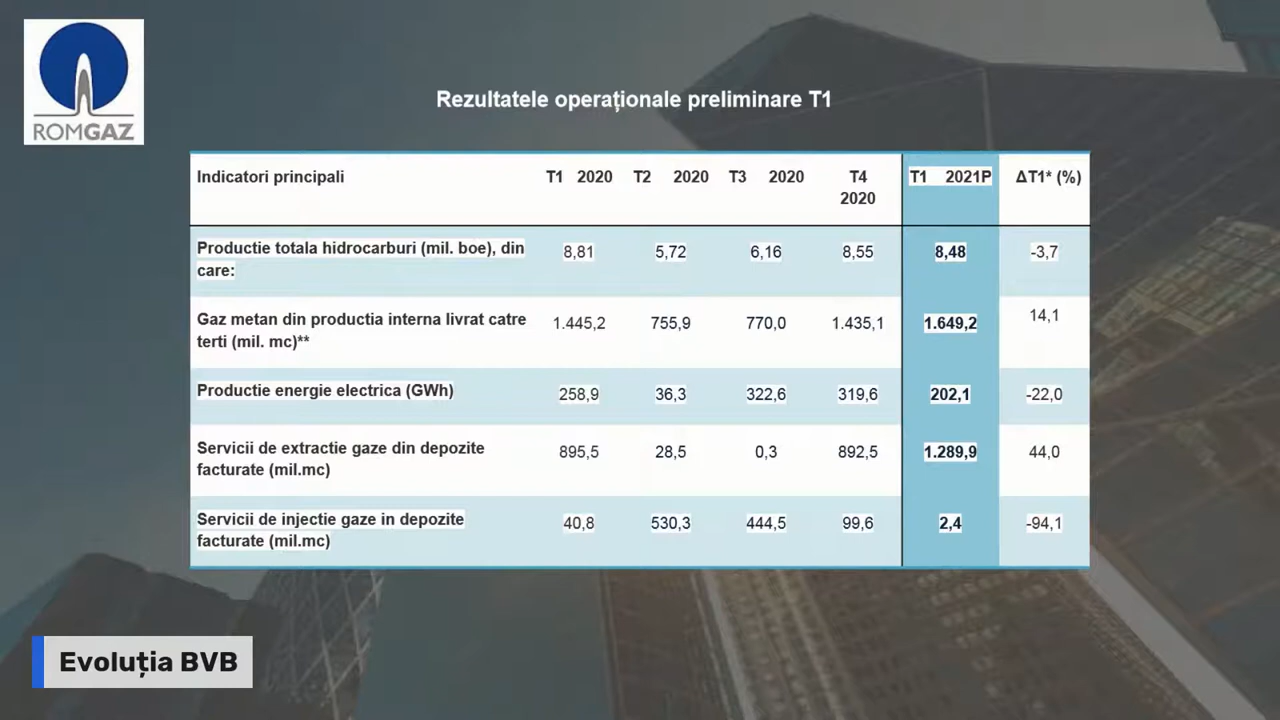 ROMGAZ
Rezultatele operaționale preliminare T1
Indicatori principali T1 2020 T2 2020 T3 2020 T4 2020 T1 2021P ΔT1* (%)
Productie totala hidrocarburi (mil. boe), din
care: 8,81 5,72 6,16 8,55 8,48 -3,7
Gaz metan din productia interna livrat catre
terti (mil. mc)** 1.445,2 755,9 770,0 1.435,1 1.649,2 14,1
Productie energie electrica (GWh) 258,9 36,3 322,6 319,6 202,1 -22,0
Servicii de extractie gaze din depozite
facturate (mil.mc) 895,5 28,5 0,3 892,5 1.289,9 44,0
Servicii de injectie gaze in depozite
facturate (mil.mc) 40,8 530,3 444,5 99,6 2,4 -94,1
Evoluția BVB